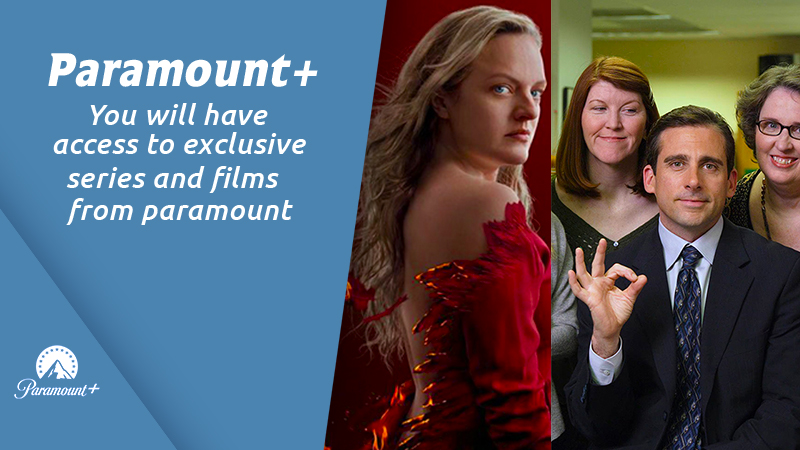 Paramount+
You will have
access to exclusive
series and films
from paramount
Paramount+